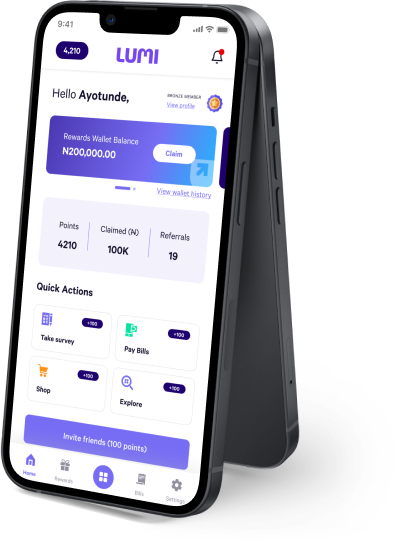 9:41
4,210
LUMI
Hello Ayotunde,
BRONZE MEMBER
View profile
Rewards Wallet Balance
₦200,000.00
Claim
View wallet history
Points
Claimed (₦)
Referrals
4210
100K
19
Quick Actions
+100
+100
Take survey
Pay Bills
+100
+100
Shop
Explore
Invite friends (100 points)
Home
Rewards
Bills
Settings